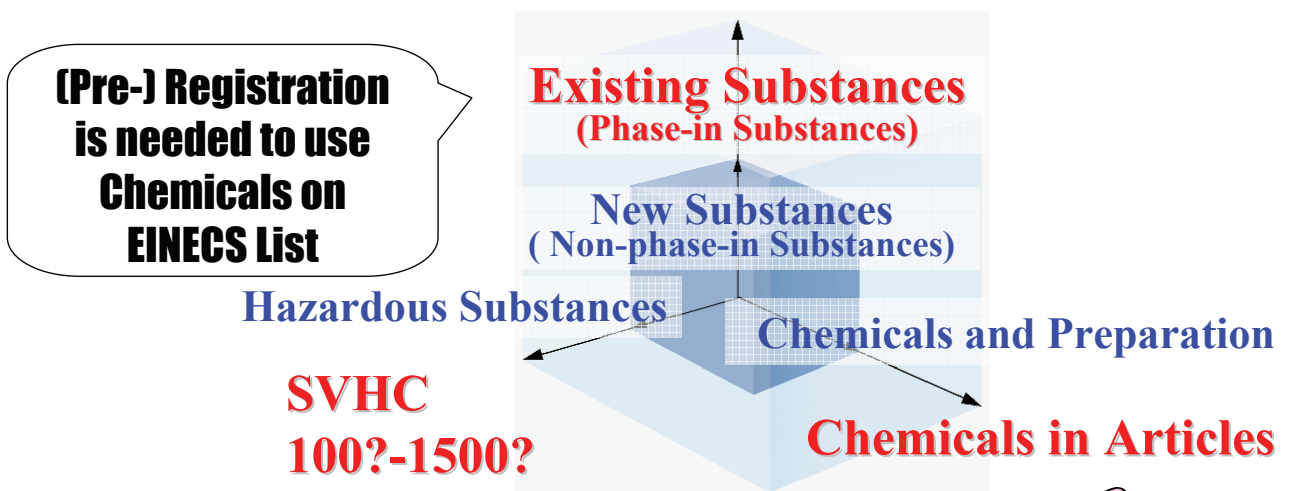 (Pre-) Registration
is needed to use
Chemicals on
EINECS List
Existing Substances
(Phase-in Substances)
New Substances
( Non-phase-in Substances)
Hazardous Substances
Chemicals and Preparation
SVHC
100?-1500?
Chemicals in Articles